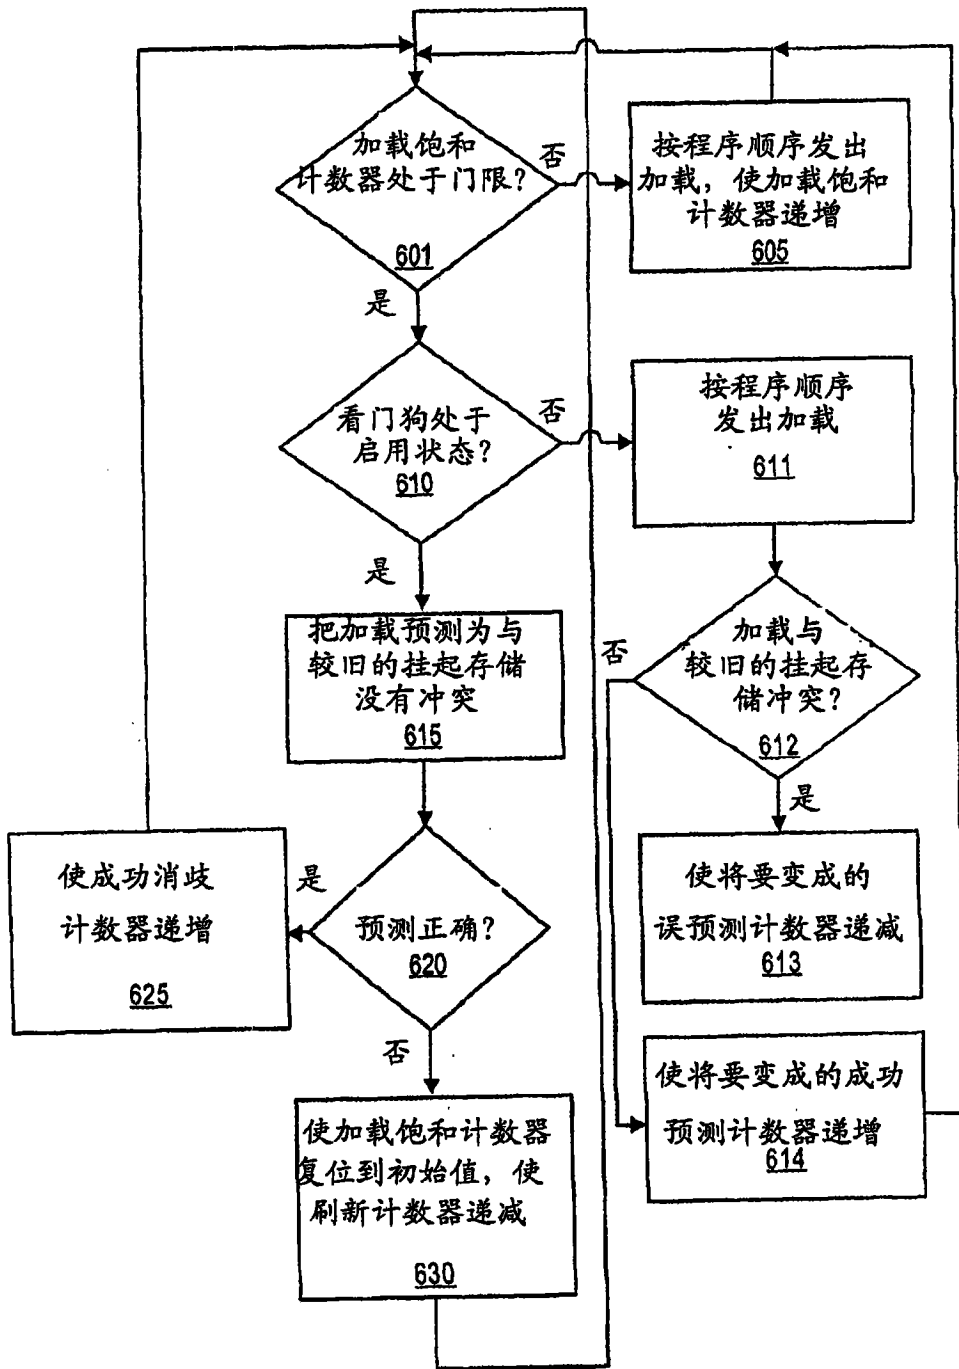 加载饱和
计数器处于门限?
601
否
是
按程序顺序发出
加载，使加载饱和
计数器递增
605
看门狗处于
启用状态?
610
否
是
按程序顺序
发出加载
611
把加载预测为与
较旧的挂起存储
没有冲突
615
加载与
较旧的挂起存
储冲突?
612
否
是
使成功消歧
计数器递增
625
预测正确?
620
是
否
使将要变成的
误预测计数器递减
613
使将要变成的成功
预测计数器递增
614
使加载饱和计数器
复位到初始值，使
刷新计数器递减
630